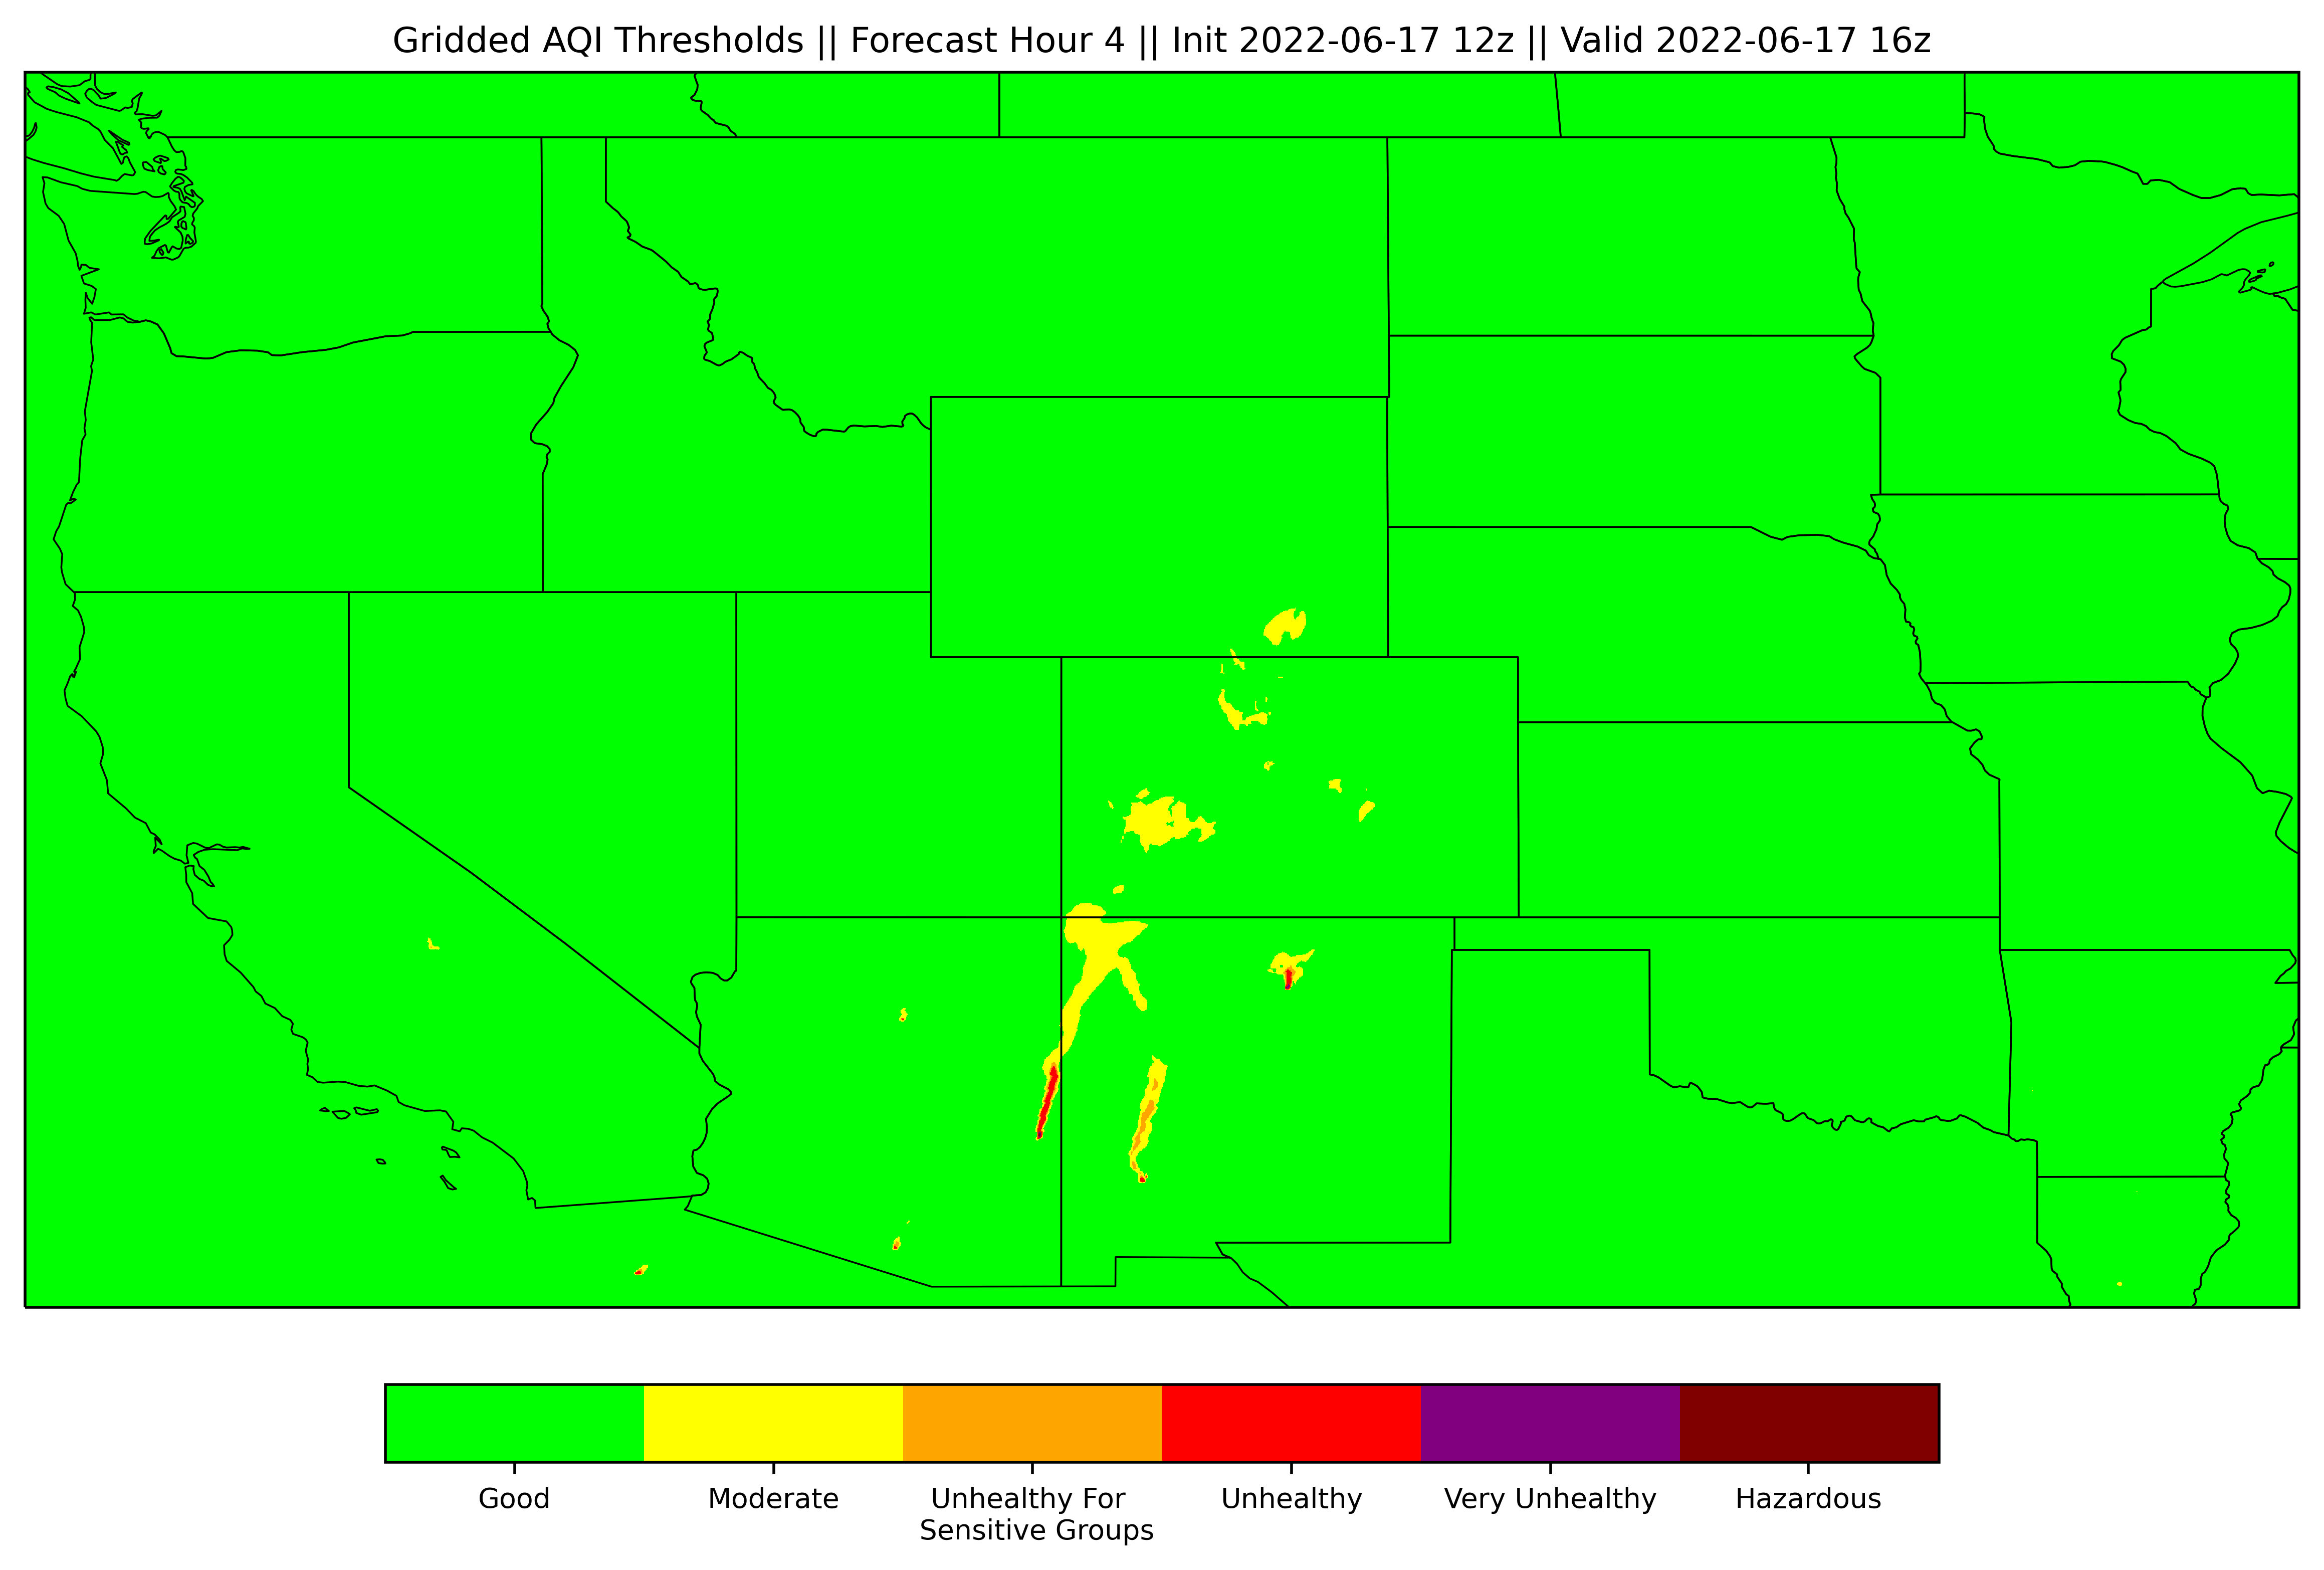 Gridded AQI Thresholds || Forecast Hour 4 || Init 2022-06-17 12z || Valid 2022-06-17 16z
Good Moderate Unhealthy For Unhealthy Very Unhealthy Hazardous
Sensitive Groups